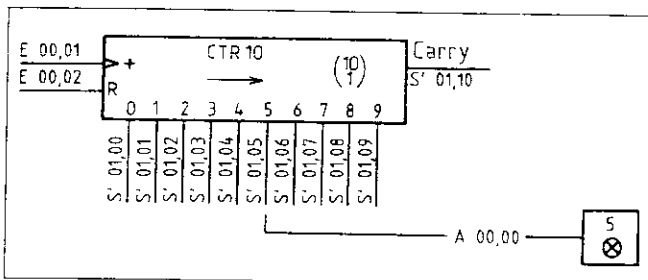 E 00,01
E 00,02
+
R
CTR 10
(10
1)
Carry
S' 01,10
0 1 2 3 4 5 6 7 8 9
S' 01,00
S' 01,01
S' 01,02
S' 01,03
S' 01,04
S' 01,05
S' 01,06
S' 01,07
S' 01,08
S' 01,09
A 00,00
5